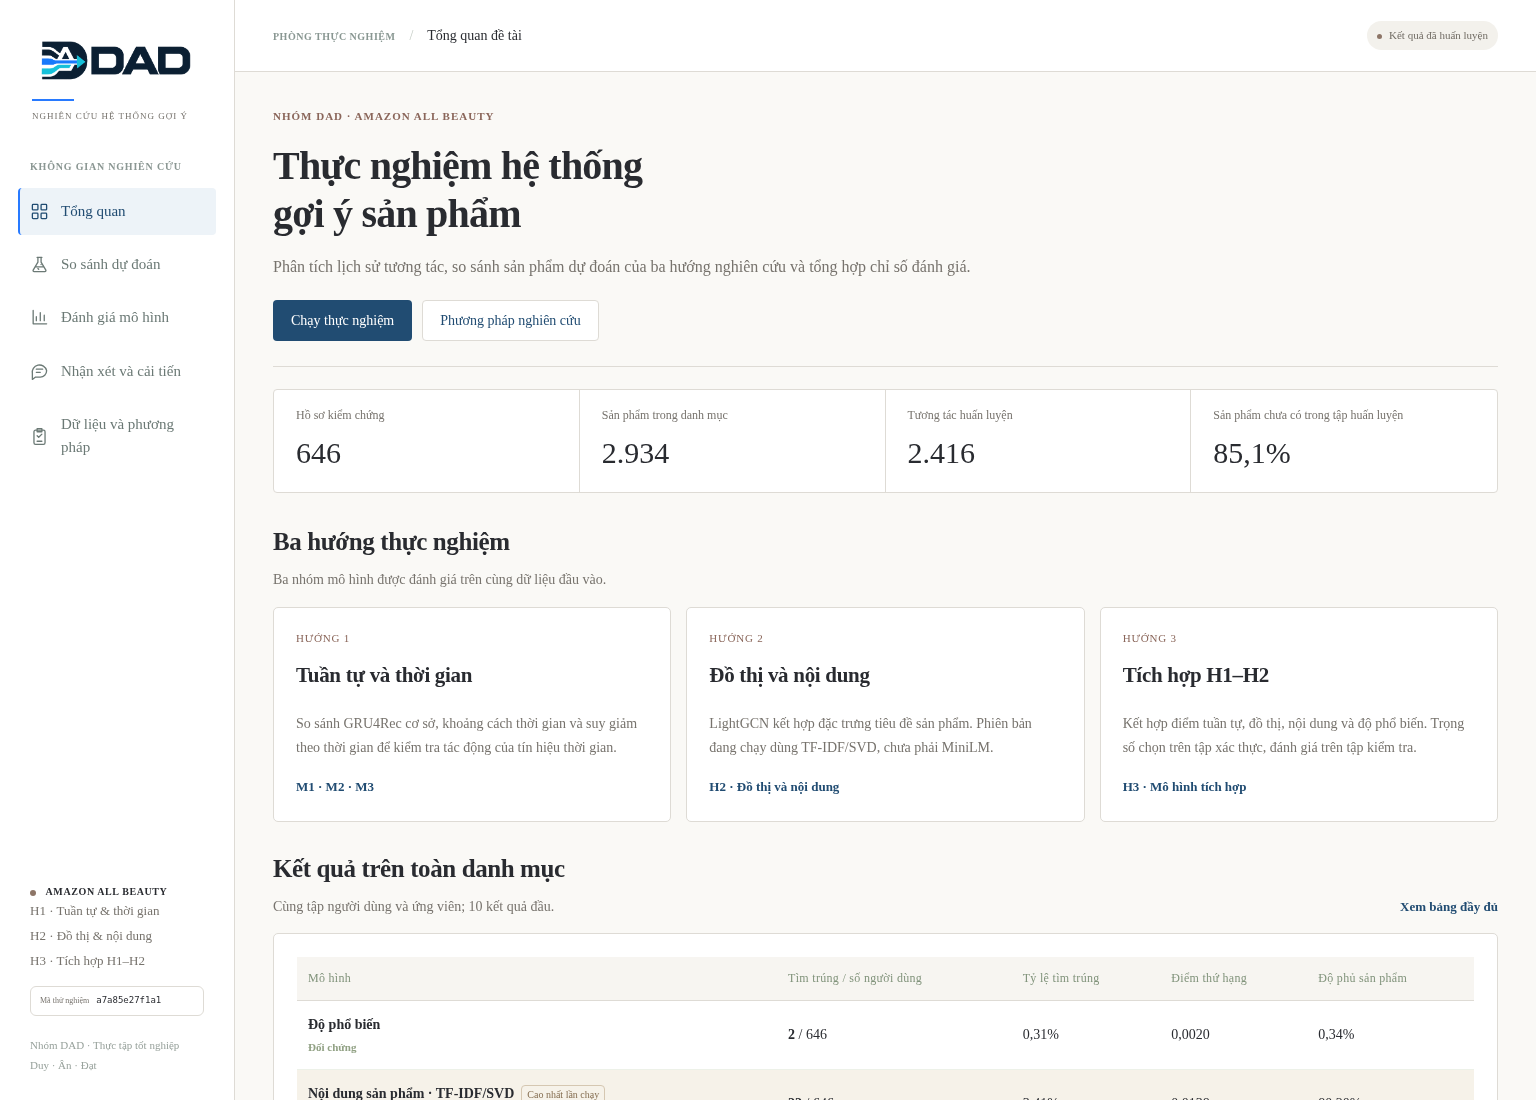 DAD
NGHIÊN CỨU HỆ THỐNG GỢI Ý
KHÔNG GIAN NGHIÊN CỨU
Tổng quan
So sánh dự đoán
Đánh giá mô hình
Nhận xét và cải tiến
Dữ liệu và phương
pháp
AMAZON ALL BEAUTY
H1 · Tuần tự & thời gian
H2 · Đồ thị & nội dung
H3 · Tích hợp H1–H2
Mã thử nghiệm a7a85e27f1a1
Nhóm DAD · Thực tập tốt nghiệp
Duy · Ân · Đạt
PHÒNG THỰC NGHIỆM / Tổng quan đề tài
Kết quả đã huấn luyện
NHÓM DAD · AMAZON ALL BEAUTY
Thực nghiệm hệ thống
gợi ý sản phẩm
Phân tích lịch sử tương tác, so sánh sản phẩm dự đoán của ba hướng nghiên cứu và tổng hợp chỉ số đánh giá.
Chạy thực nghiệm
Phương pháp nghiên cứu
Hồ sơ kiểm chứng
646
Sản phẩm trong danh mục
2.934
Tương tác huấn luyện
2.416
Sản phẩm chưa có trong tập huấn luyện
85,1%
Ba hướng thực nghiệm
Ba nhóm mô hình được đánh giá trên cùng dữ liệu đầu vào.
HƯỚNG 1
Tuần tự và thời gian
So sánh GRU4Rec cơ sở, khoảng cách thời gian và suy giảm
theo thời gian để kiểm tra tác động của tín hiệu thời gian.
M1 · M2 · M3
HƯỚNG 2
Đồ thị và nội dung
LightGCN kết hợp đặc trưng tiêu đề sản phẩm. Phiên bản
đang chạy dùng TF-IDF/SVD, chưa phải MiniLM.
H2 · Đồ thị và nội dung
HƯỚNG 3
Tích hợp H1–H2
Kết hợp điểm tuần tự, đồ thị, nội dung và độ phổ biến. Trọng
số chọn trên tập xác thực, đánh giá trên tập kiểm tra.
H3 · Mô hình tích hợp
Kết quả trên toàn danh mục
Cùng tập người dùng và ứng viên; 10 kết quả đầu.
Xem bảng đầy đủ
Mô hình Tìm trúng / số người dùng Tỷ lệ tìm trúng Điểm thứ hạng Độ phủ sản phẩm
Độ phổ biến 2 / 646 0,31% 0,0020 0,34%
Đối chứng
Nội dung sản phẩm · TF-IDF/SVD Cao nhất lần chạy